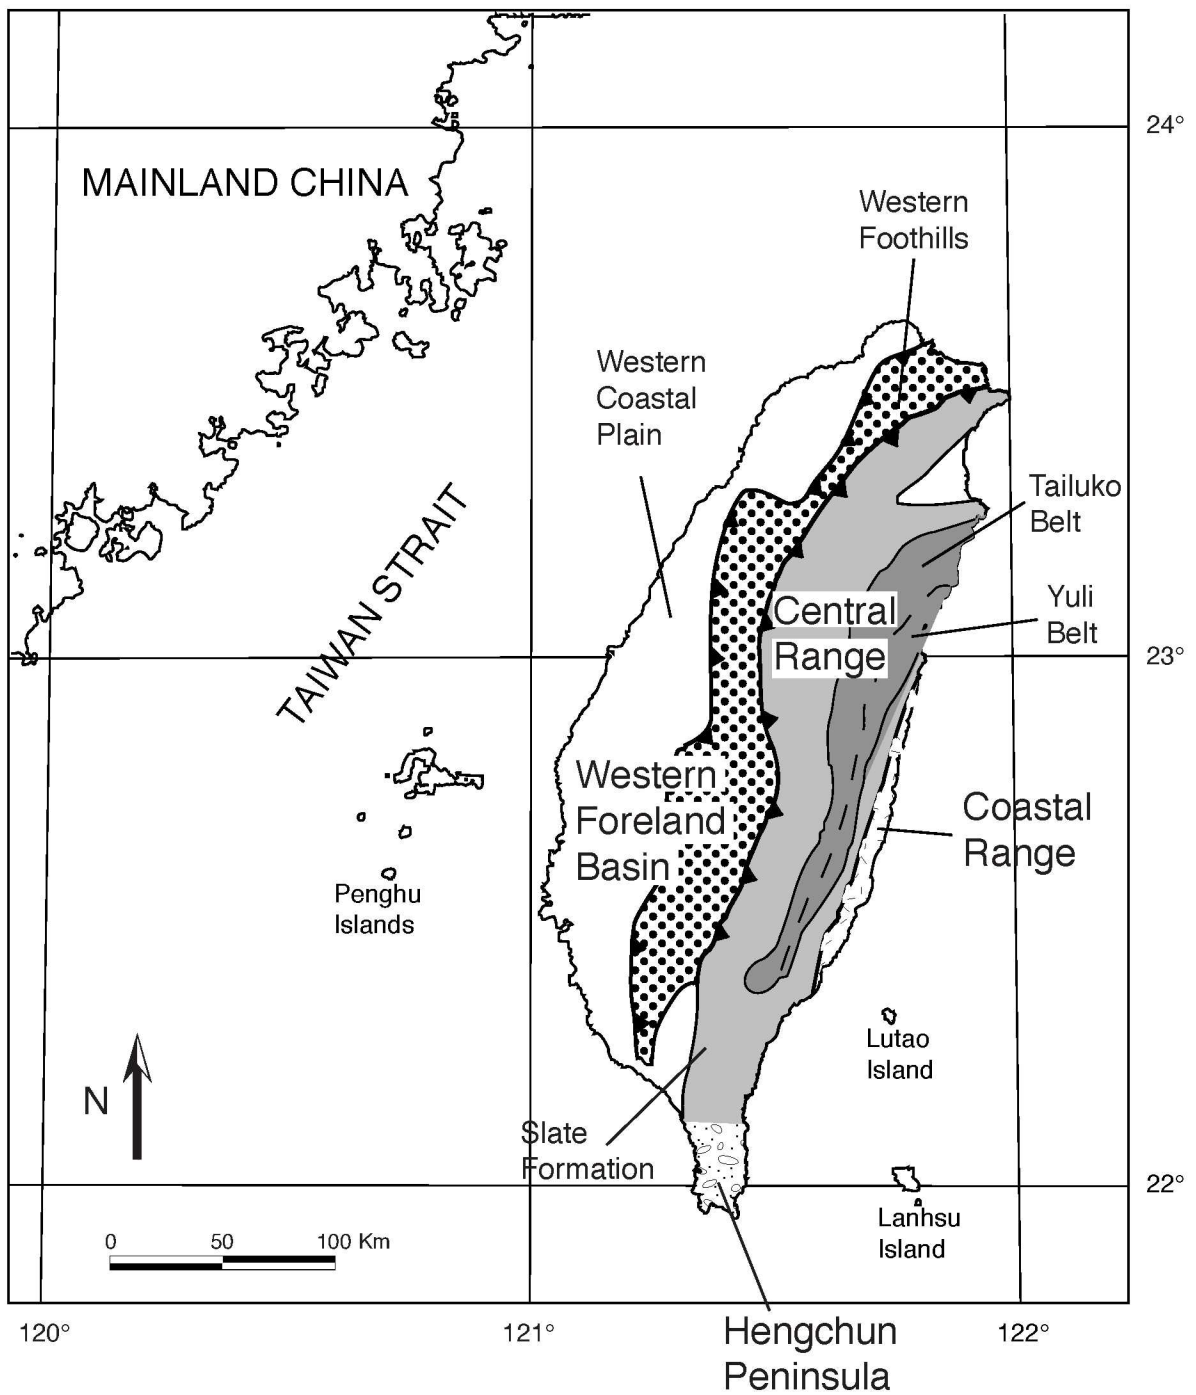 24°
MAINLAND CHINA
Western
Foothills
Western
Coastal
Plain
Tailuko
Belt
TAIWAN STRAIT
Central
Range
Yuli
Belt
23°
Western
Foreland
Basin
Coastal
Range
Penghu
Islands
Lutao
Island
N
Slate
Formation
22°
Lanhsu
Island
0 50 100 Km
120° 121° 122°
Hengchun
Peninsula